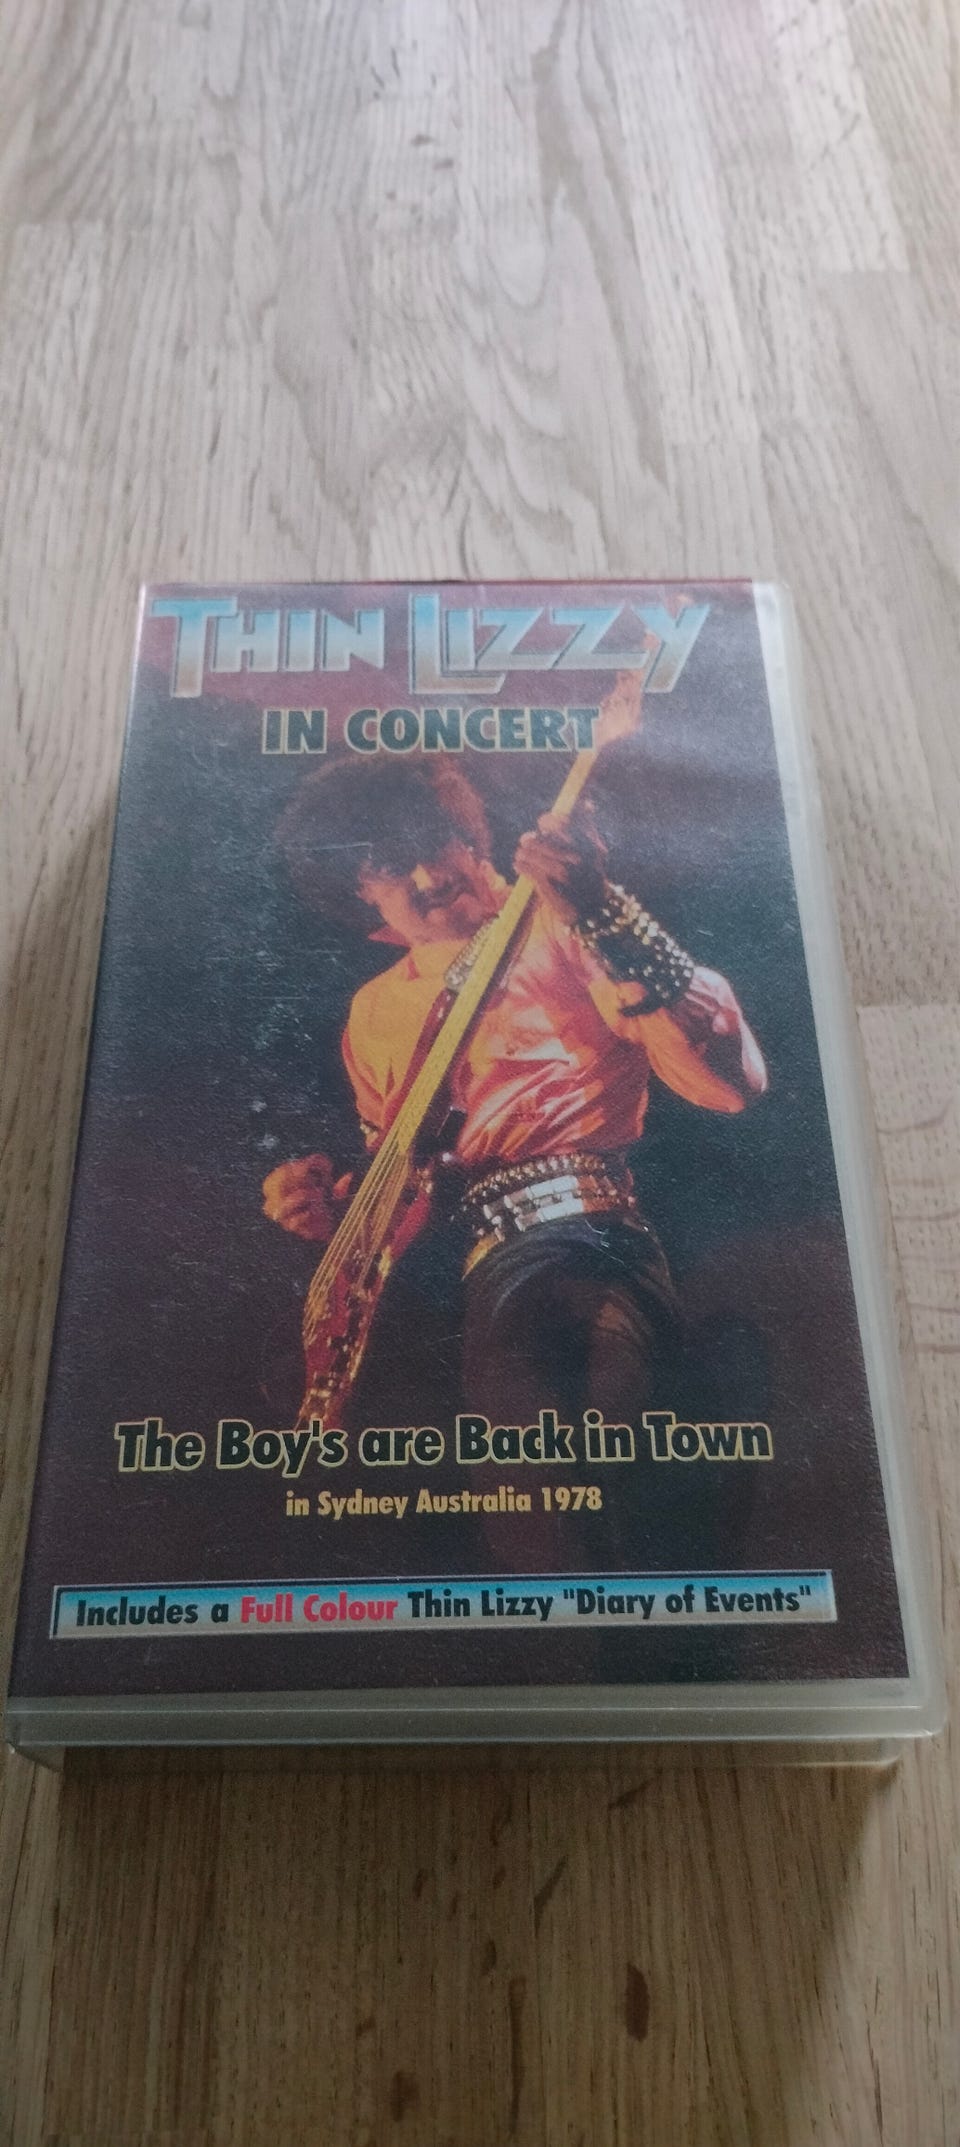 THIN LIZZY
IN CONCERT
The Boy's are Back in Town
in Sydney Australia 1978
Includes a Full Colour Thin Lizzy "Diary of Events"